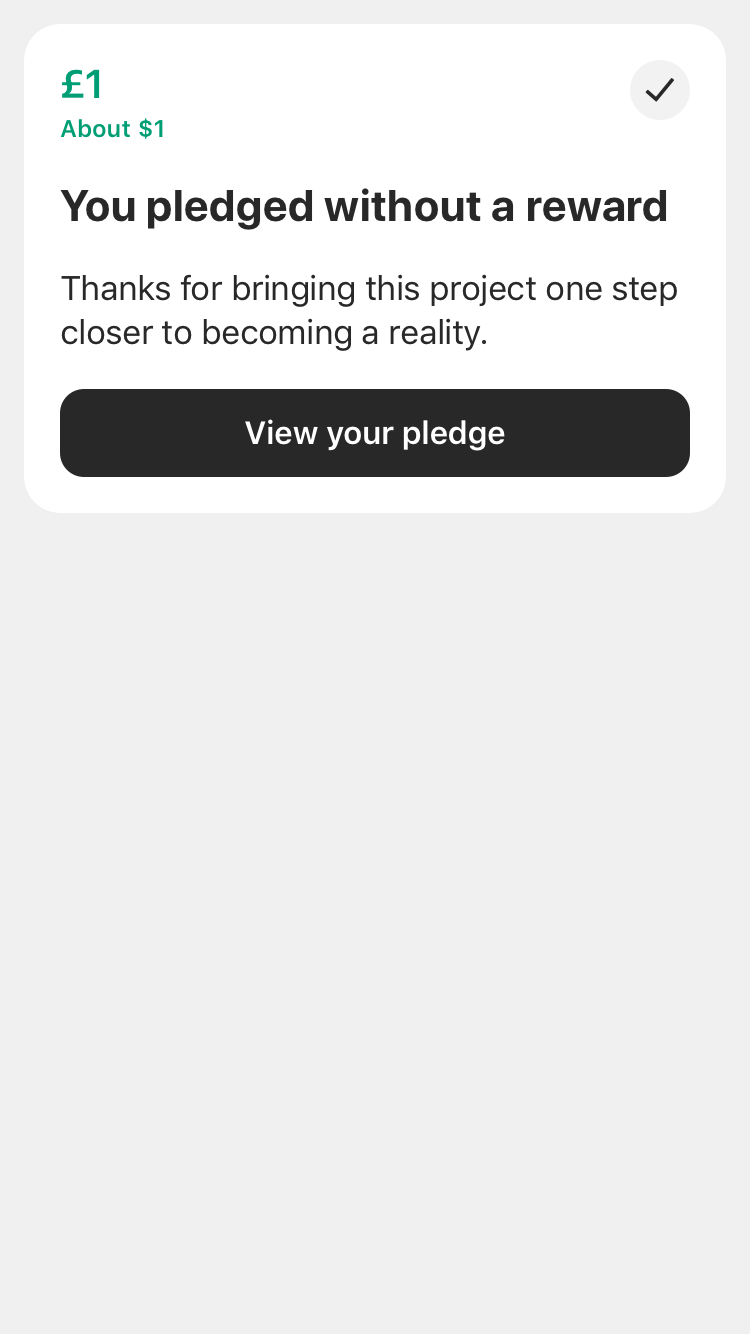 £1
About $1
You pledged without a reward
Thanks for bringing this project one step
closer to becoming a reality.
View your pledge